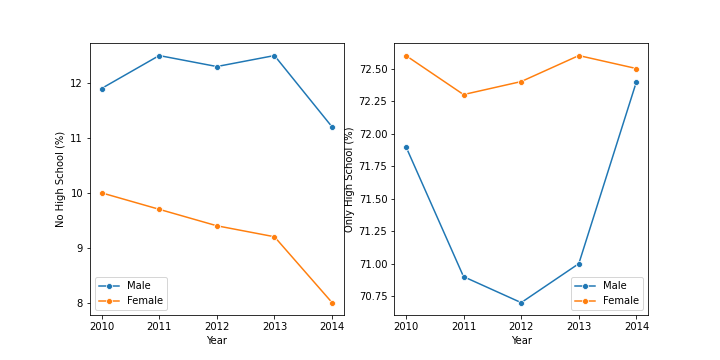 No High School (%)
12
11
10
9
8
2010 2011 2012 2013 2014
Year
Male
Female
Only High School (%)
72.50
72.25
72.00
71.75
71.50
71.25
71.00
70.75
2010 2011 2012 2013 2014
Year
Male
Female